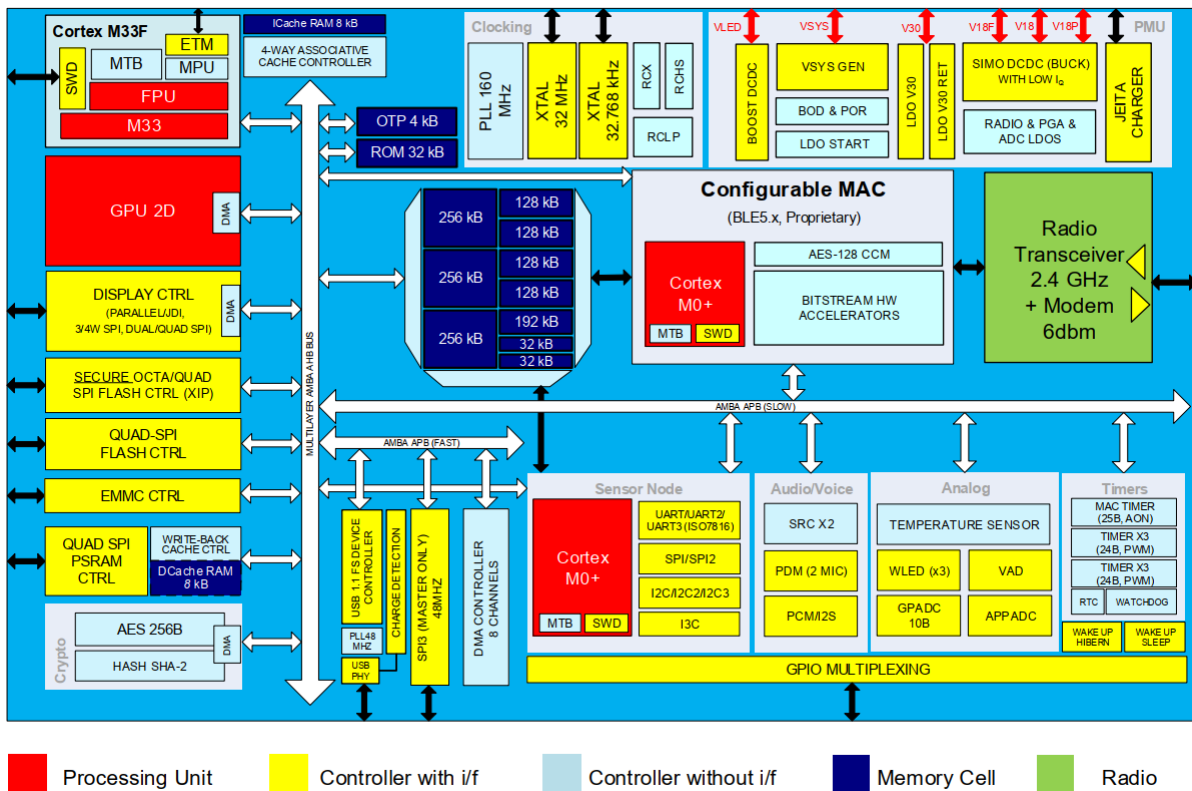 Cortex M33F
SWD
MTB
ETM
MPU
FPU
M33
ICache RAM 8 kB
4-WAY ASSOCIATIVE
CACHE CONTROLLER
OTP 4 kB
ROM 32 kB
Clocking
PLL 160
MHz
XTAL
32 MHz
XTAL
32.768 kHz
RCX
RCHS
RCLP
VLED
VSYS
V30
V18F
V18
V18P
PMU
BOOST DCDC
VSYS GEN
BOD & POR
LDO START
LDO V30
LDO V30 RET
SIMO DCDC (BUCK)
WITH LOW IQ
RADIO & PGA &
ADC LDOS
JEITA
CHARGER
GPU 2D
DMA
DISPLAY CTRL
(PARALLEL/JDI,
3/4W SPI, DUAL/QUAD SPI)
DMA
SECURE OCTA/QUAD
SPI FLASH CTRL (XIP)
QUAD-SPI
FLASH CTRL
EMMC CTRL
QUAD SPI
PSRAM
CTRL
WRITE-BACK
CACHE CTRL
DCache RAM
8 kB
Crypto
AES 256B
HASH SHA-2
DMA
MULTILAYER AMBA AHB BUS
256 kB
256 kB
256 kB
128 kB
128 kB
128 kB
128 kB
192 kB
32 kB
32 kB
Configurable MAC
(BLE5.x, Proprietary)
Cortex
M0+
MTB
SWD
AES-128 CCM
BITSTREAM HW
ACCELERATORS
Radio
Transceiver
2.4 GHz
+ Modem
6dbm
AMBA APB (SLOW)
AMBA APB (FAST)
USB 1.1 FS DEVICE
CONTROLLER
PLL48
MHZ
USB
PHY
CHARGE DETECTION
SPI3 (MASTER ONLY)
48MHZ
DMA CONTROLLER
8 CHANNELS
Sensor Node
Cortex
M0+
MTB
SWD
UART/UART2/
UART3 (ISO7816)
SPI/SPI2
I2C/I2C2/I2C3
I3C
Audio/Voice
SRC X2
PDM (2 MIC)
PCM/I2S
Analog
TEMPERATURE SENSOR
WLED (x3)
VAD
GPADC
10B
APPADC
Timers
MAC TIMER
(25B, AON)
TIMER X3
(24B, PWM)
TIMER X3
(24B, PWM)
RTC
WATCHDOG
WAKE UP
HIBERN
WAKE UP
SLEEP
GPIO MULTIPLEXING
Processing Unit
Controller with i/f
Controller without i/f
Memory Cell
Radio